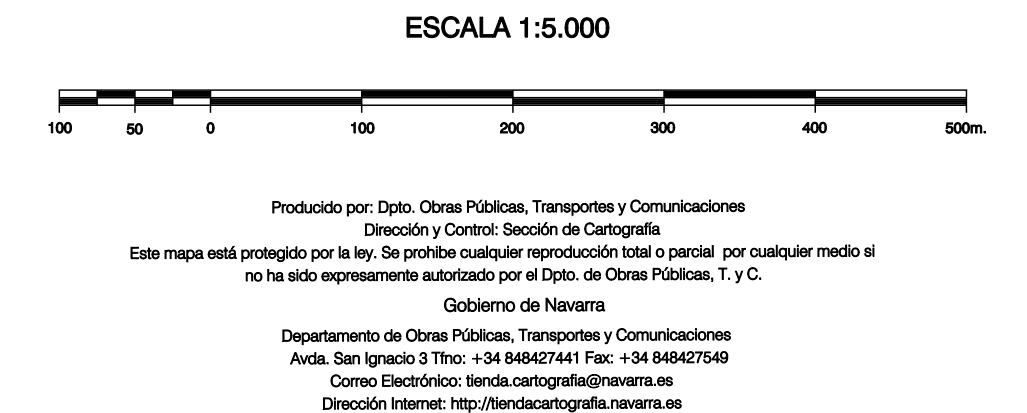 ESCALA 1:5.000
100 50 0 100 200 300 400 500m.
Producido por: Dpto. Obras Públicas, Transportes y Comunicaciones
Dirección y Control: Sección de Cartografía
Este mapa está protegido por la ley. Se prohibe cualquier reproducción total o parcial por cualquier medio si
no ha sido expresamente autorizado por el Dpto. de Obras Públicas, T. y C.
Gobierno de Navarra
Departamento de Obras Públicas, Transportes y Comunicaciones
Avda. San Ignacio 3 Tfno: +34 848427441 Fax: +34 848427549
Correo Electrónico: tienda.cartografia@navarra.es
Dirección Internet: http://tiendacartografia.navarra.es